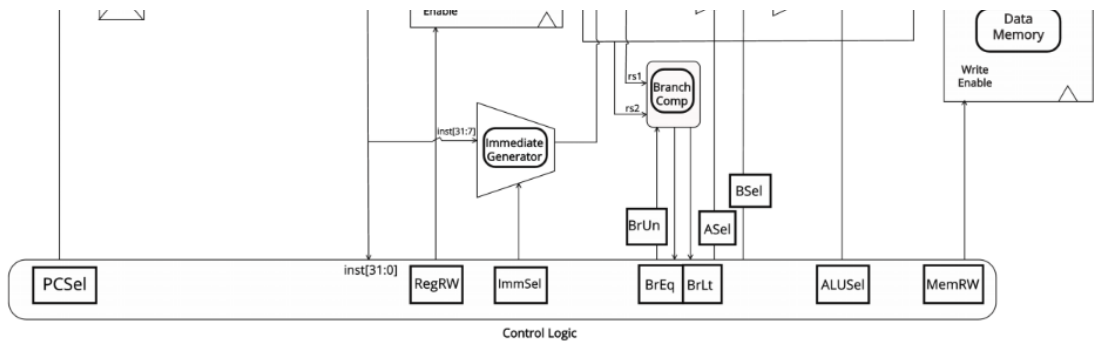 Enable
Data
Memory
Write
Enable
rs1
rs2
Branch
Comp
inst[31:7]
Immediate
Generator
BrUn
ASel
BSel
inst[31:0]
PCSel
RegRW
ImmSel
BrEq
BrLt
ALUSel
MemRW
Control Logic